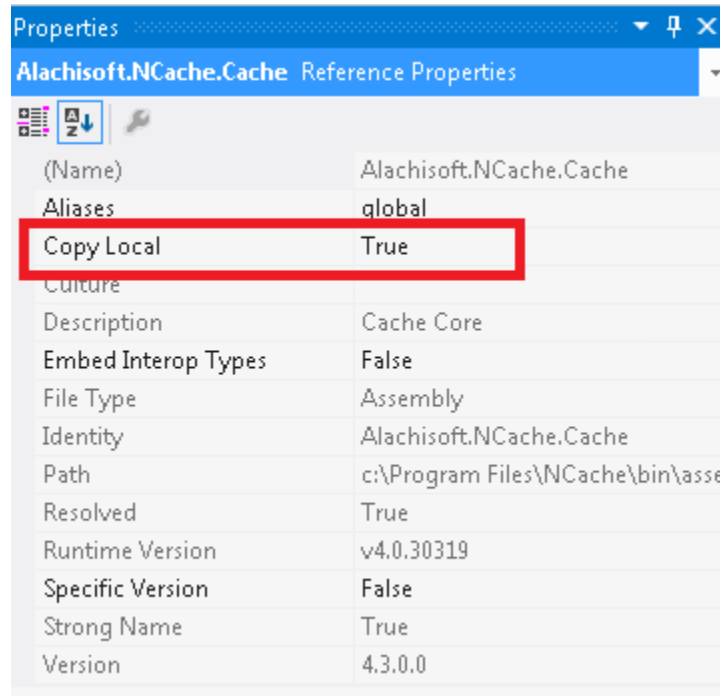 Properties
Alachisoft.NCache.Cache Reference Properties
(Name) Alachisoft.NCache.Cache
Aliases global
Copy Local True
Culture
Description Cache Core
Embed Interop Types False
File Type Assembly
Identity Alachisoft.NCache.Cache
Path c:\Program Files\NCache\bin\asse
Resolved True
Runtime Version v4.0.30319
Specific Version False
Strong Name True
Version 4.3.0.0